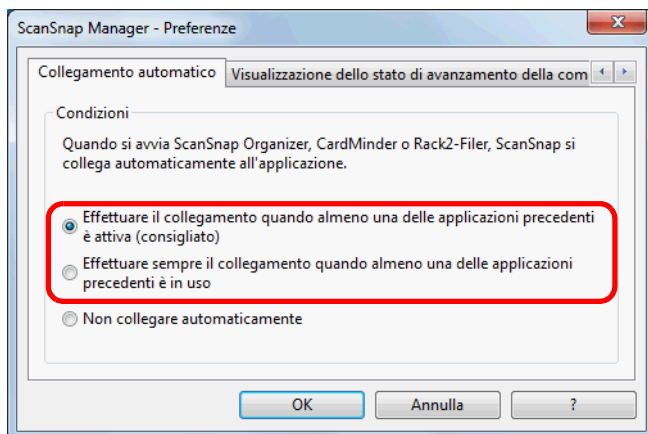 ScanSnap Manager - Preferenze
Collegamento automatico
Visualizzazione dello stato di avanzamento della com
Condizioni
Quando si avvia ScanSnap Organizer, CardMinder o Rack2-Filer, ScanSnap si
collega automaticamente all'applicazione.
Effettuare il collegamento quando almeno una delle applicazioni precedenti
è attiva (consigliato)
Effettuare sempre il collegamento quando almeno una delle applicazioni
precedenti è in uso
Non collegare automaticamente
OK
Annulla
?